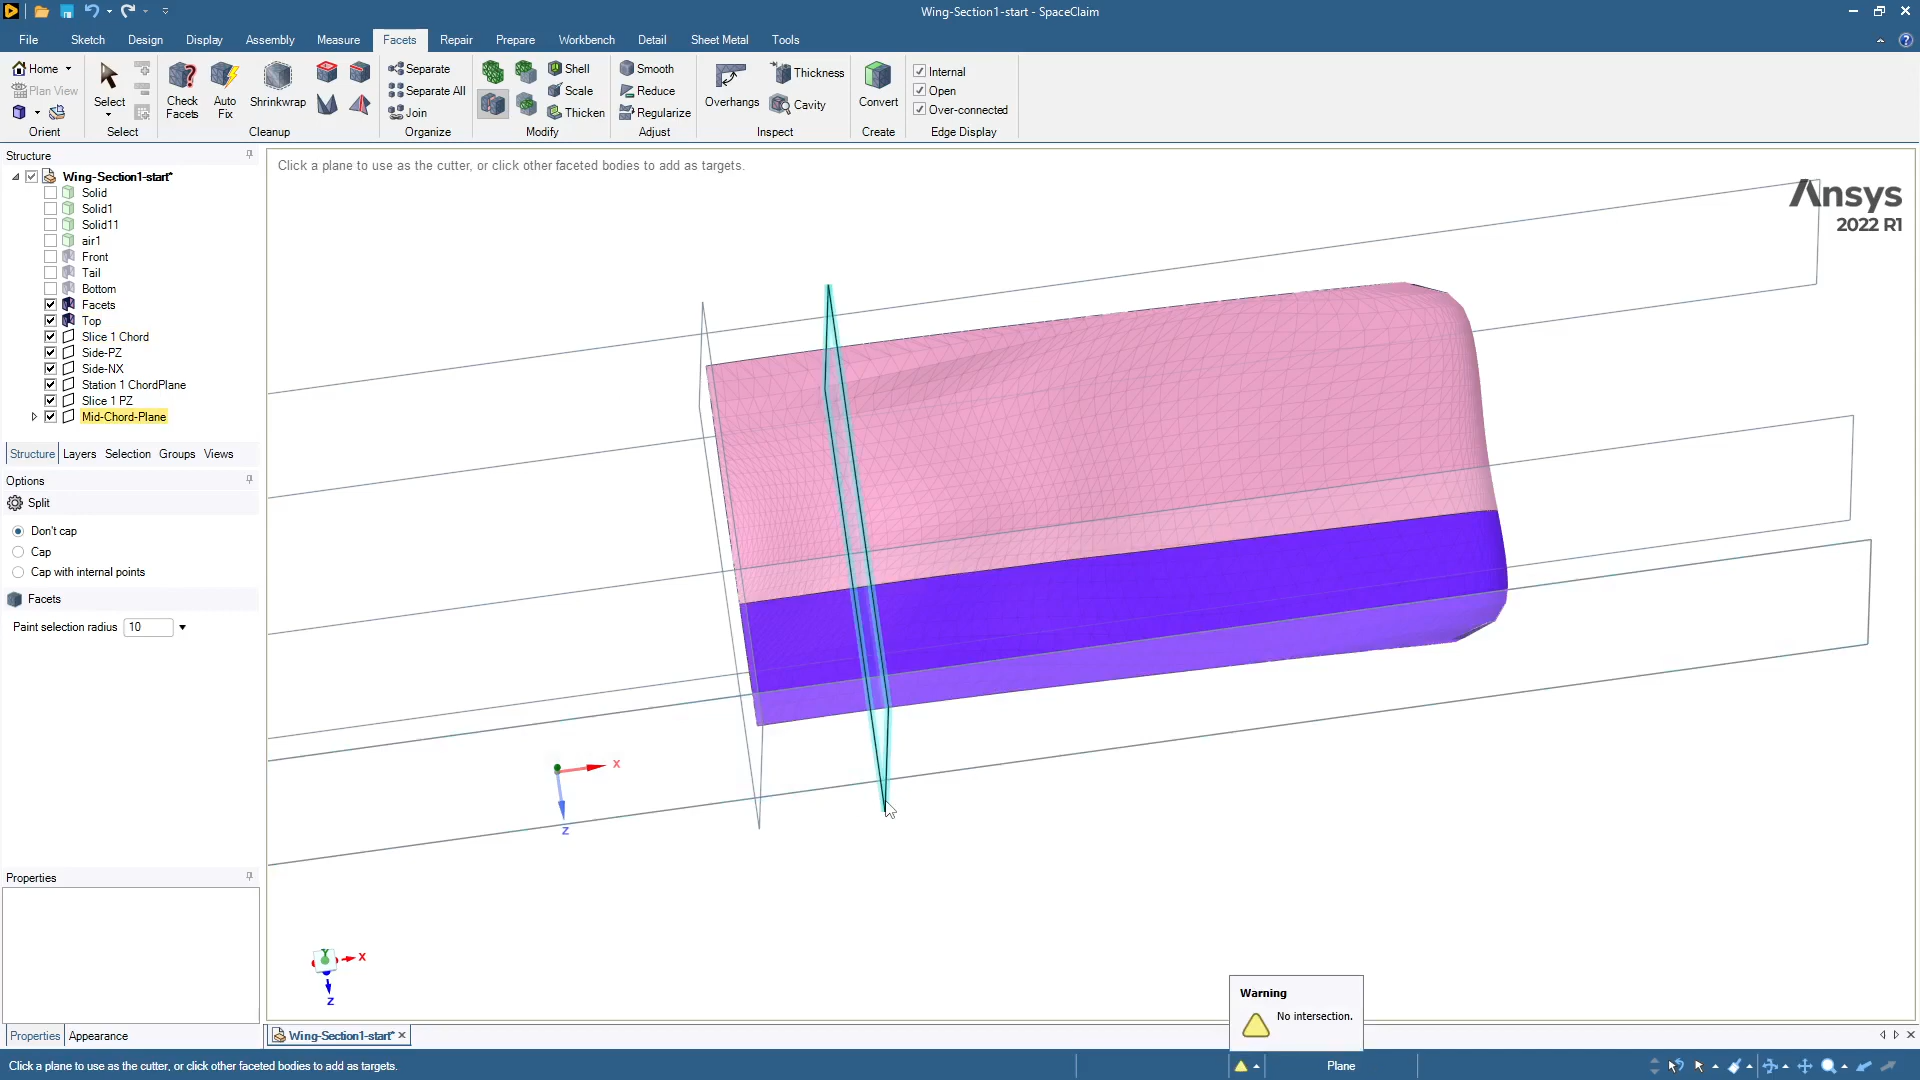 Wing-Section1-start - SpaceClaim
File Sketch Design Display Assembly Measure Facets Repair Prepare Workbench Detail Sheet Metal Tools
Home
Plan View
Orient
Select
Select
Check Facets
Auto Fix
Shrinkwrap
Cleanup
Separate
Separate All
Join
Organize
Shell
Scale
Thicken
Modify
Smooth
Reduce
Regularize
Adjust
Overhangs
Thickness
Cavity
Inspect
Convert
Create
Internal
Open
Over-connected
Edge Display
Structure
Wing-Section1-start*
Solid
Solid1
Solid11
air1
Front
Tail
Bottom
Facets
Top
Slice 1 Chord
Side-PZ
Side-NX
Station 1 ChordPlane
Slice 1 PZ
Mid-Chord-Plane
Structure Layers Selection Groups Views
Options
Split
Don't cap
Cap
Cap with internal points
Facets
Paint selection radius 10
Properties
Properties Appearance
Click a plane to use as the cutter, or click other faceted bodies to add as targets.
Ansys
2022 R1
X
Z
Y
X
Z
Warning
No intersection.
Wing-Section1-start*
Click a plane to use as the cutter, or click other faceted bodies to add as targets.
Plane